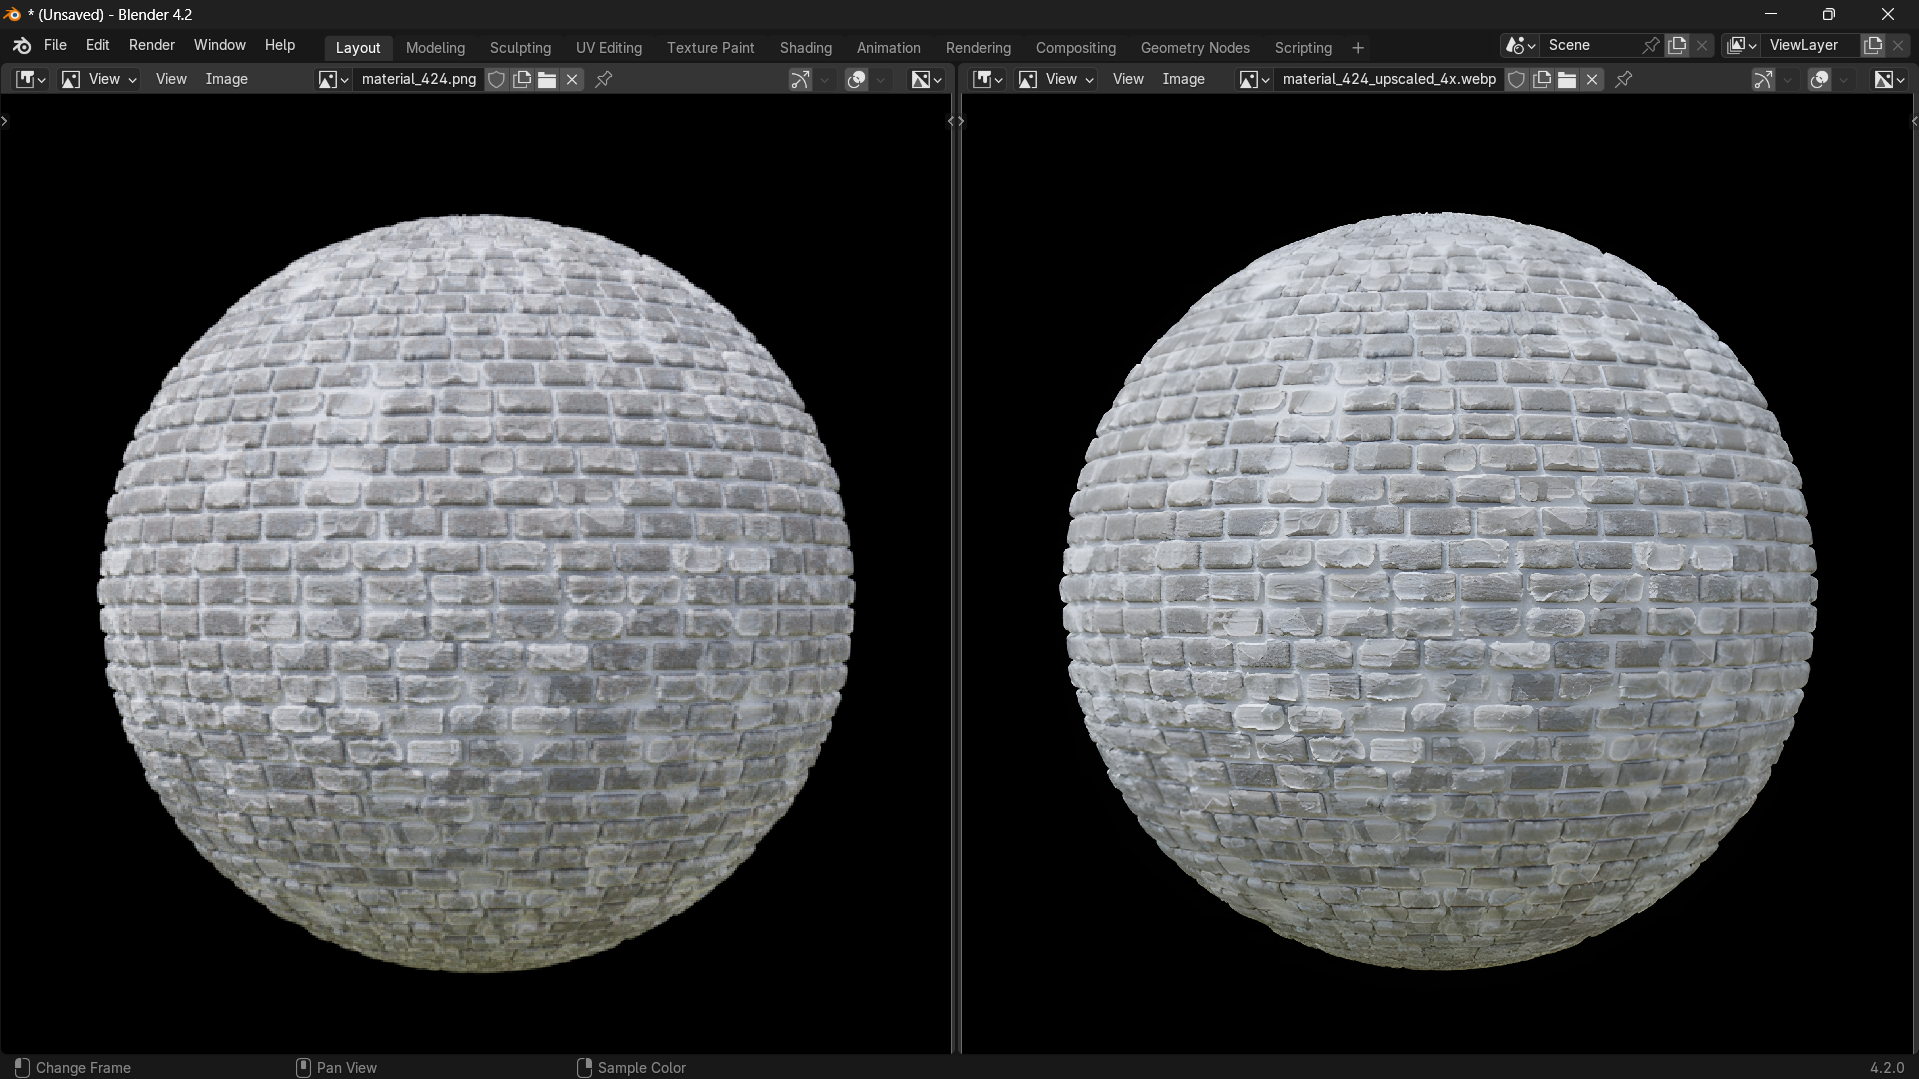 * (Unsaved) - Blender 4.2
File Edit Render Window Help Layout Modeling Sculpting UV Editing Texture Paint Shading Animation Rendering Compositing Geometry Nodes Scripting + Scene ViewLayer
View View Image material_424.png View View Image material_424_upscaled_4x.webp
Change Frame Pan View Sample Color 4.2.0